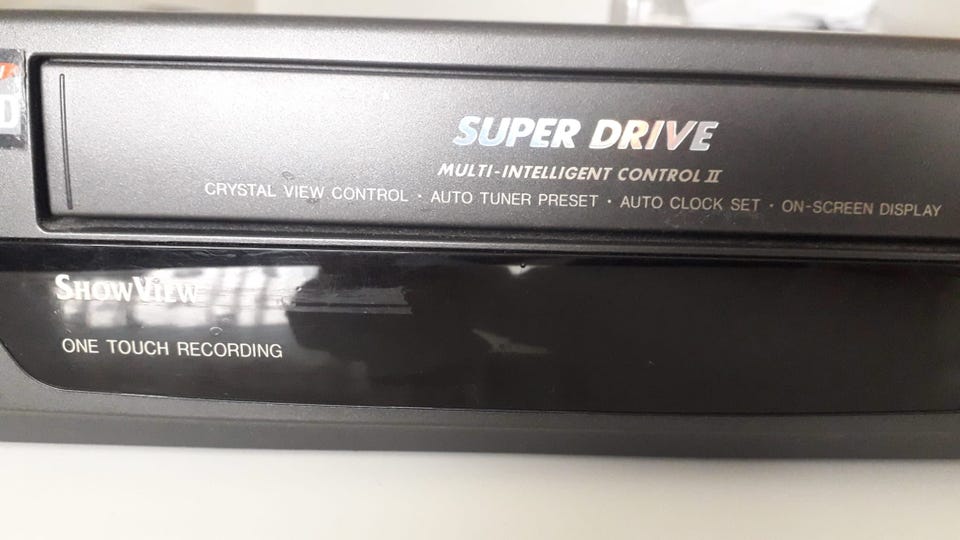 SUPER DRIVE
MULTI-INTELLIGENT CONTROL II
CRYSTAL VIEW CONTROL · AUTO TUNER PRESET · AUTO CLOCK SET · ON-SCREEN DISPLAY
SHOWVIEW
ONE TOUCH RECORDING